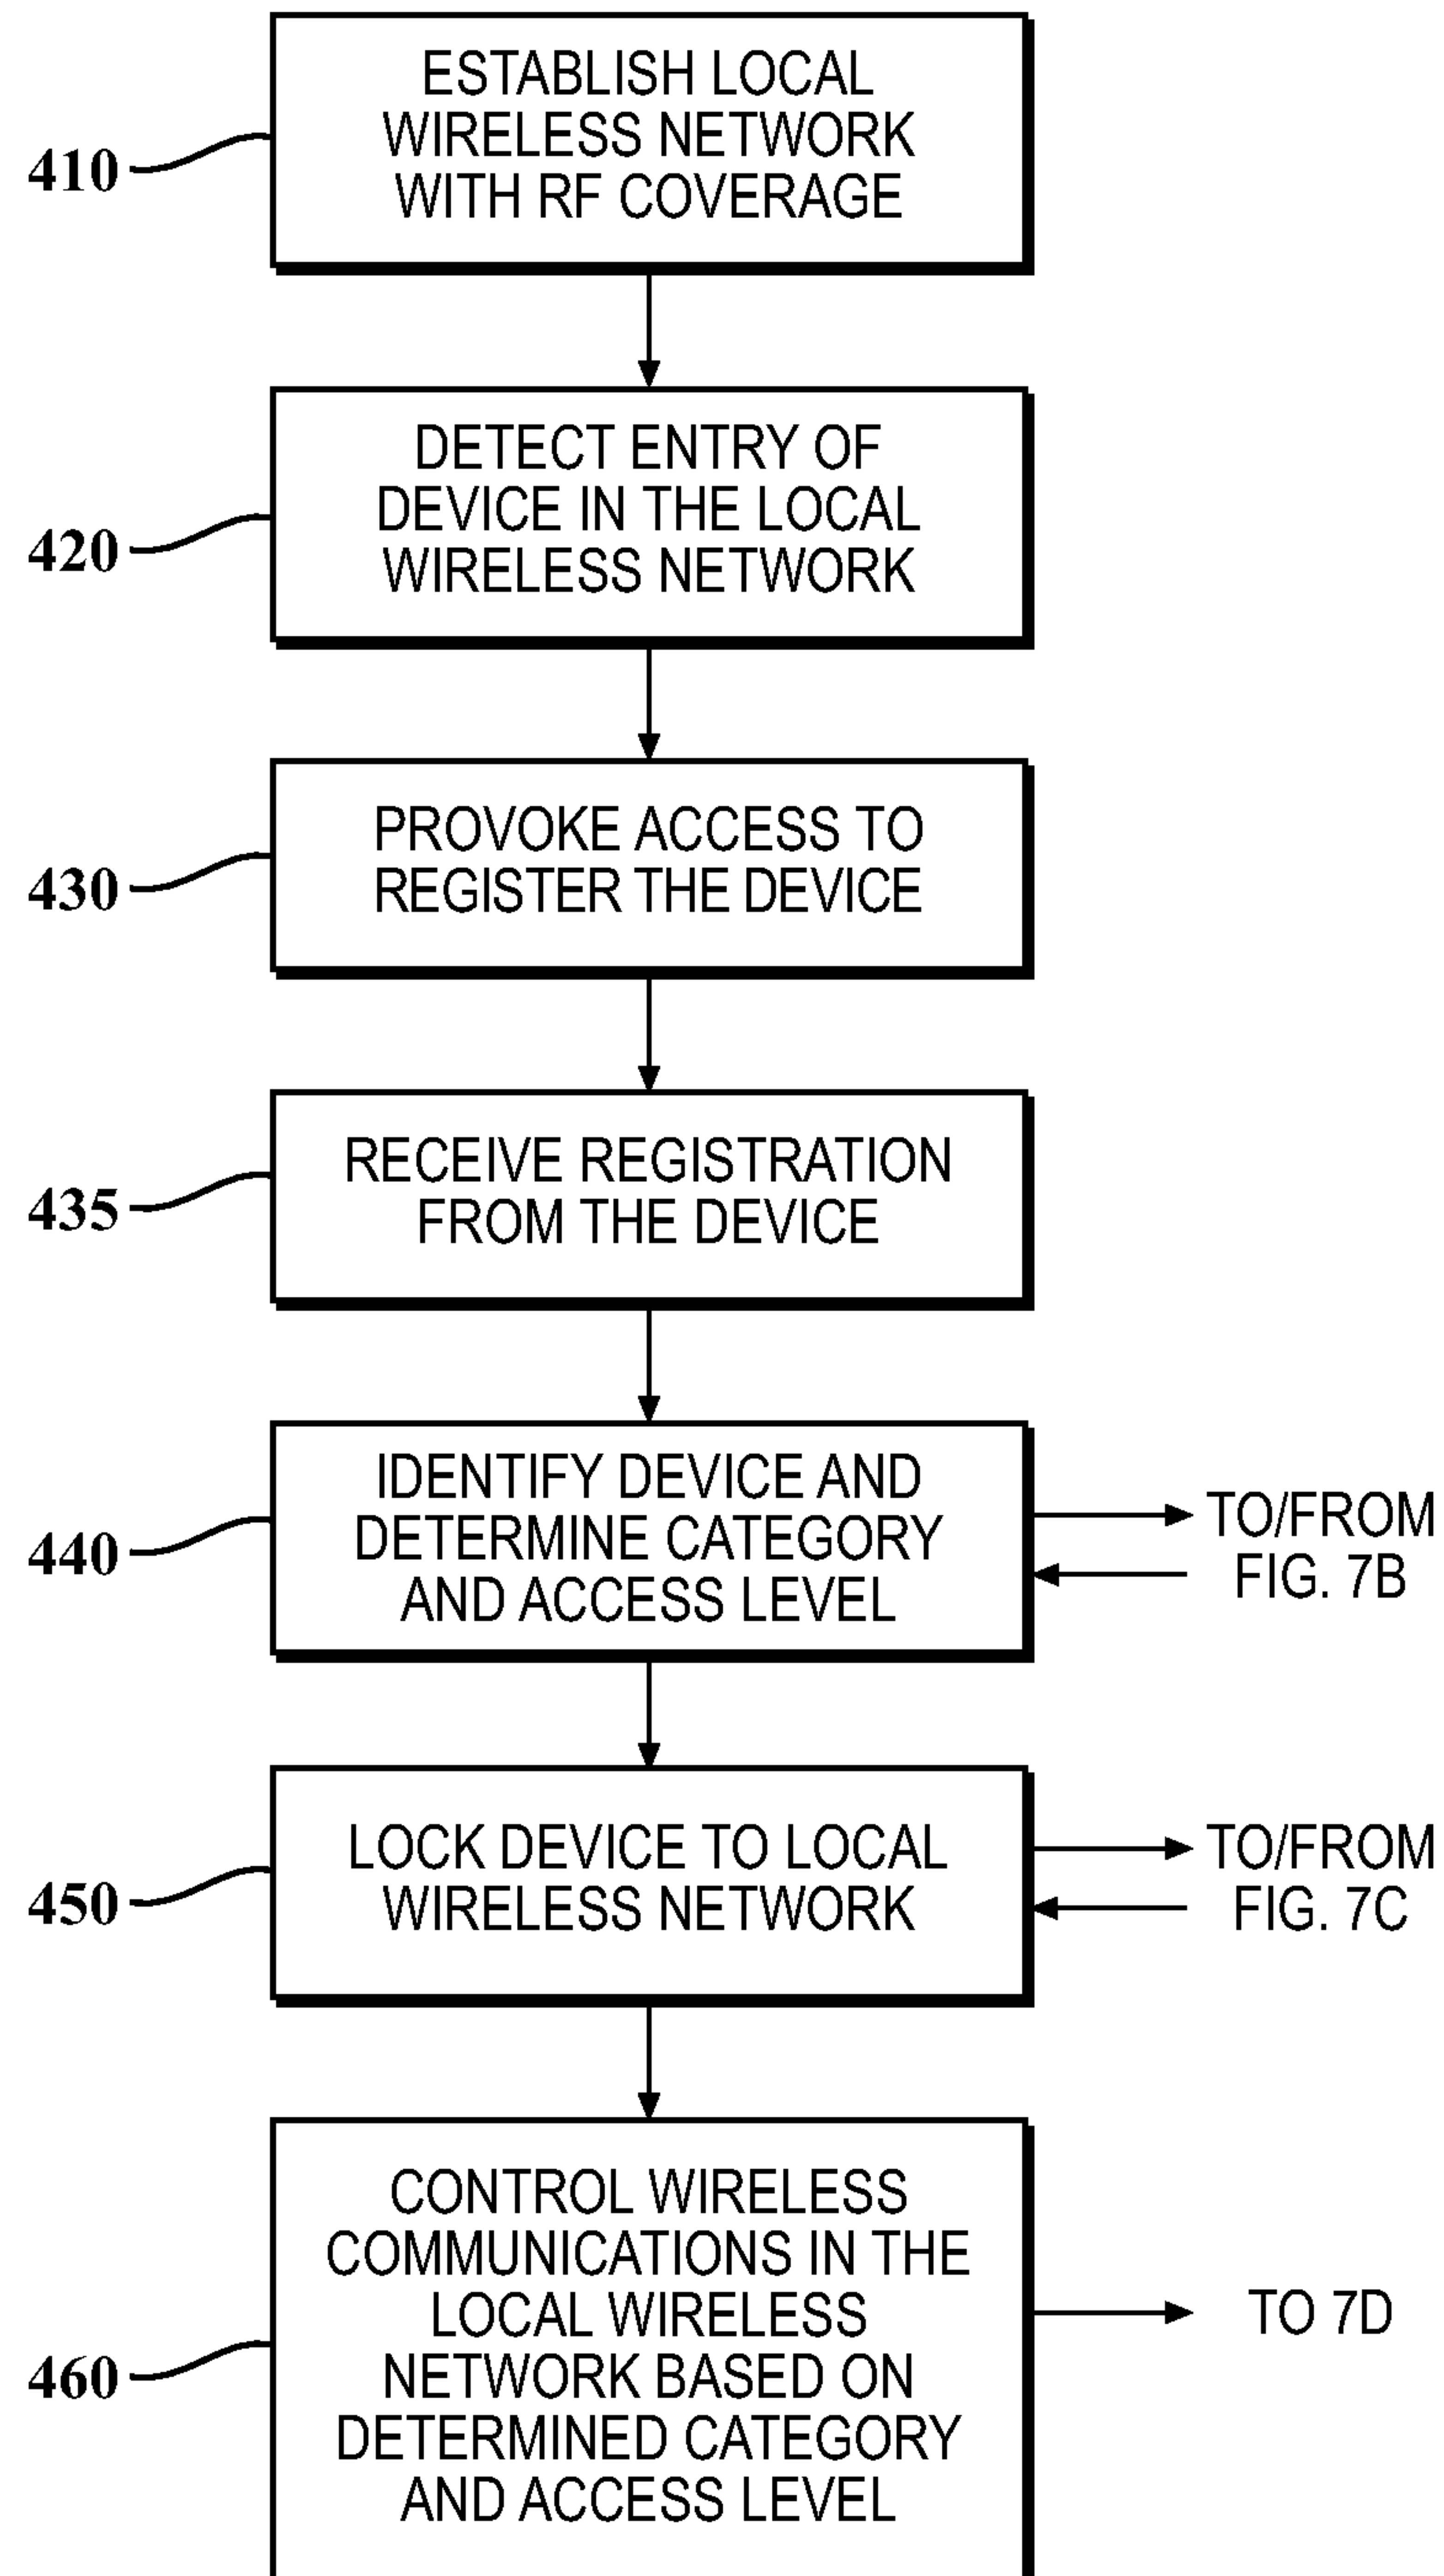 ESTABLISH LOCAL
WIRELESS NETWORK
WITH RF COVERAGE
410
DETECT ENTRY OF
DEVICE IN THE LOCAL
WIRELESS NETWORK
420
PROVOKE ACCESS TO
REGISTER THE DEVICE
430
RECEIVE REGISTRATION
FROM THE DEVICE
435
IDENTIFY DEVICE AND
DETERMINE CATEGORY
AND ACCESS LEVEL
440
TO/FROM
FIG. 7B
LOCK DEVICE TO LOCAL
WIRELESS NETWORK
450
TO/FROM
FIG. 7C
CONTROL WIRELESS
COMMUNICATIONS IN THE
LOCAL WIRELESS
NETWORK BASED ON
DETERMINED CATEGORY
AND ACCESS LEVEL
460
TO 7D